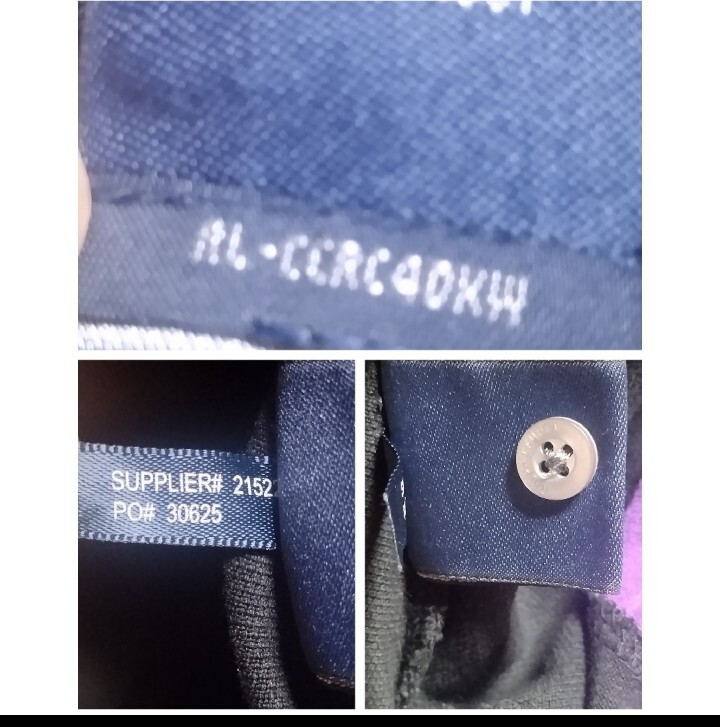 RL-CCRC40KW
SUPPLIER# 2152
PO# 30625